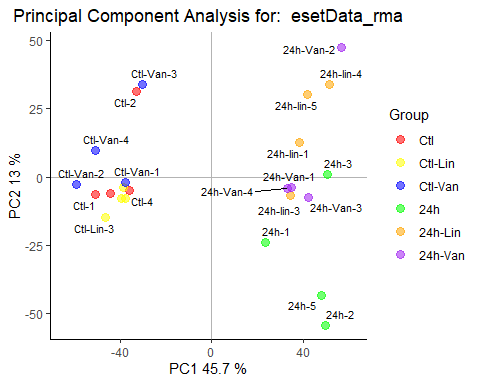 Principal Component Analysis for: esetData_rma
50
25
0
-25
-50
PC2 13 %
-40
0
40
PC1 45.7 %
Ctl-Van-3
Ctl-2
Ctl-Van-4
Ctl-Van-2
Ctl-Van-1
Ctl-1
Ctl-4
Ctl-Lin-3
24h-Van-2
24h-lin-4
24h-lin-5
24h-lin-1
24h-3
24h-Van-1
24h-Van-4
24h-lin-3
24h-Van-3
24h-1
24h-5
24h-2
Group
Ctl
Ctl-Lin
Ctl-Van
24h
24h-Lin
24h-Van